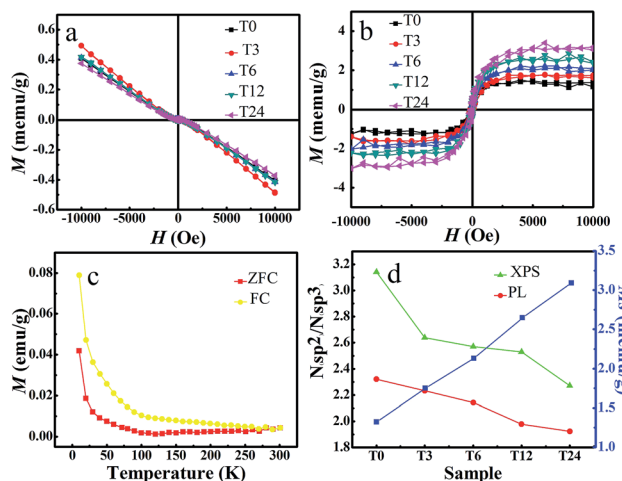 a
T0
T3
T6
T12
T24
0.6
0.4
0.2
0.0
-0.2
-0.4
0.6
M (memu/g)
-10000 -5000 0 5000 10000
H (Oe)
b
T0
T3
T6
T12
T24
4
2
0
-2
-4
M (memu/g)
-10000 -5000 0 5000 10000
H (Oe)
c
ZFC
FC
0.08
0.06
0.04
0.02
0.00
M (emu/g)
0 50 100 150 200 250 300
Temperature (K)
d
XPS
PL
3.2
3.0
2.8
2.6
2.4
2.2
2.0
1.8
N.sp2/N.sp3,
3.5
3.0
2.5
2.0
1.5
1.0
T0 T3 T6 T12 T24
Sample